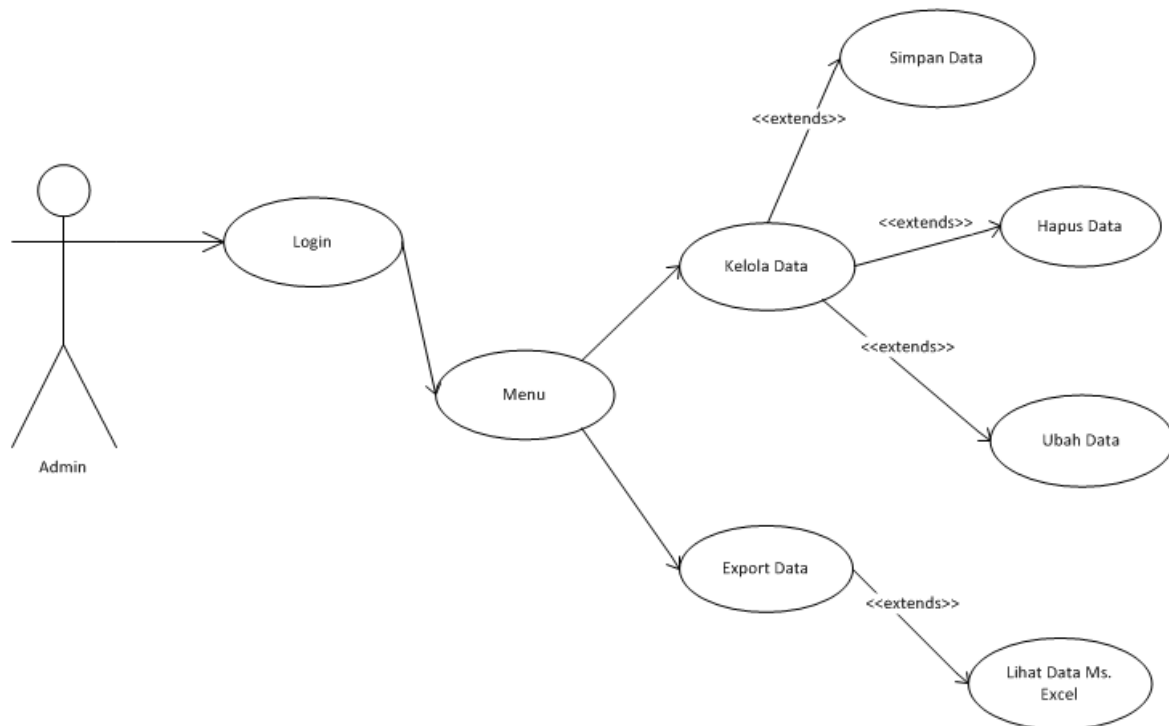 Simpan Data
<<extends>>
<<extends>>
Hapus Data
Login
Kelola Data
<<extends>>
Menu
Ubah Data
Admin
Export Data
<<extends>>
Lihat Data Ms.
Excel